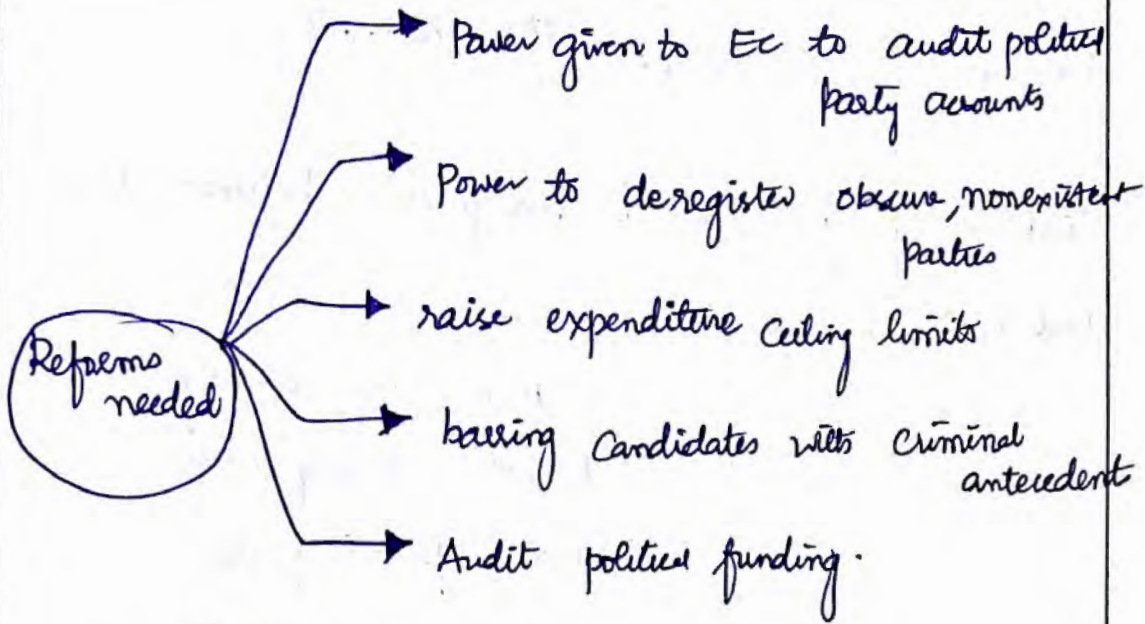 Power given to EC to audit political
party accounts
Power to deregister obscure, nonexistent
parties
Reforms
needed
raise expenditure ceiling limits
barring candidates with criminal
antecedents
Audit political funding.